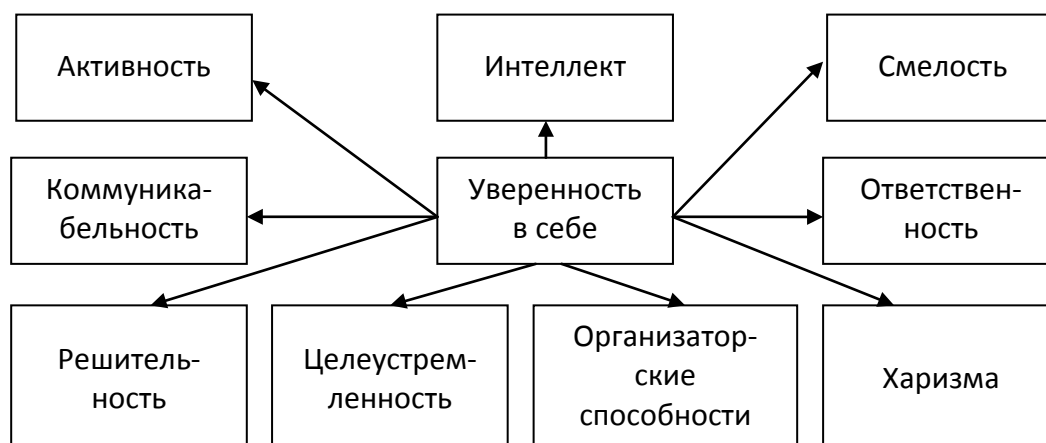 Активность
Интеллект
Смелость
Коммуника-
бельность
Уверенность
в себе
Ответствен-
ность
Решитель-
ность
Целеустрем-
ленность
Организатор-
ские
способности
Харизма